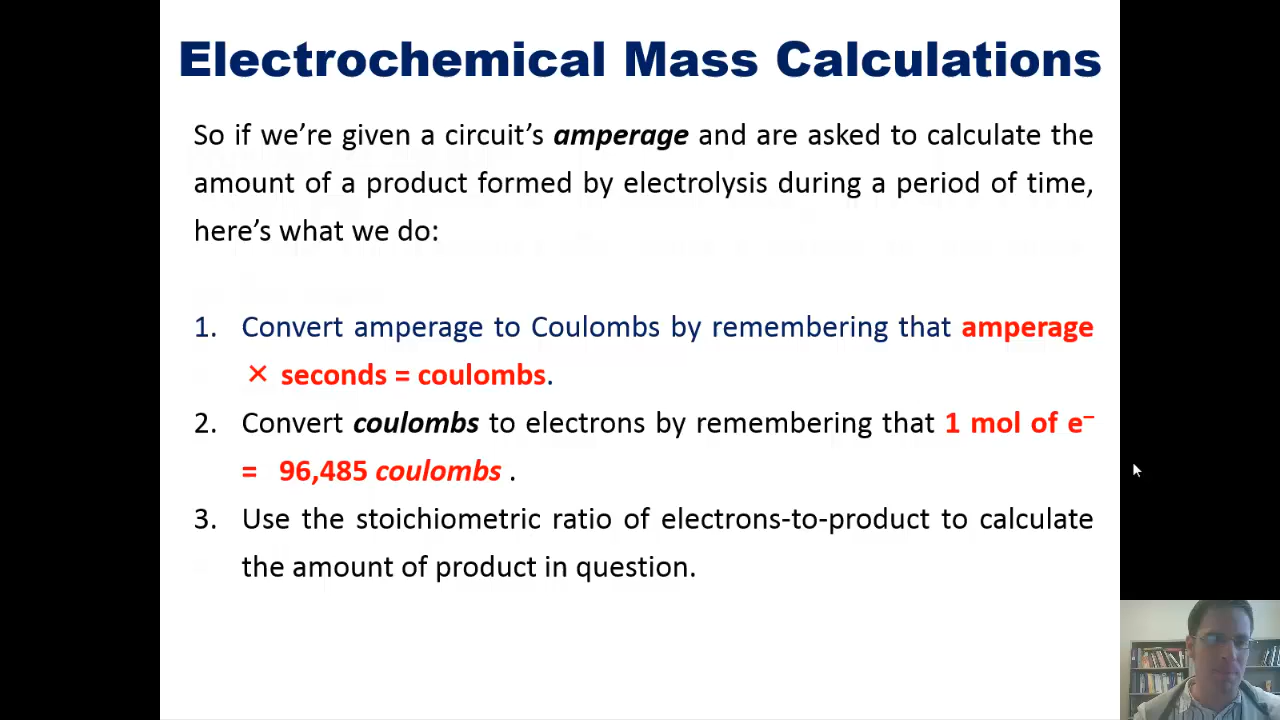 Electrochemical Mass Calculations
So if we’re given a circuit’s amperage and are asked to calculate the
amount of a product formed by electrolysis during a period of time,
here’s what we do:
1. Convert amperage to Coulombs by remembering that amperage
× seconds = coulombs.
2. Convert coulombs to electrons by remembering that 1 mol of e⁻
= 96,485 coulombs .
3. Use the stoichiometric ratio of electrons-to-product to calculate
the amount of product in question.